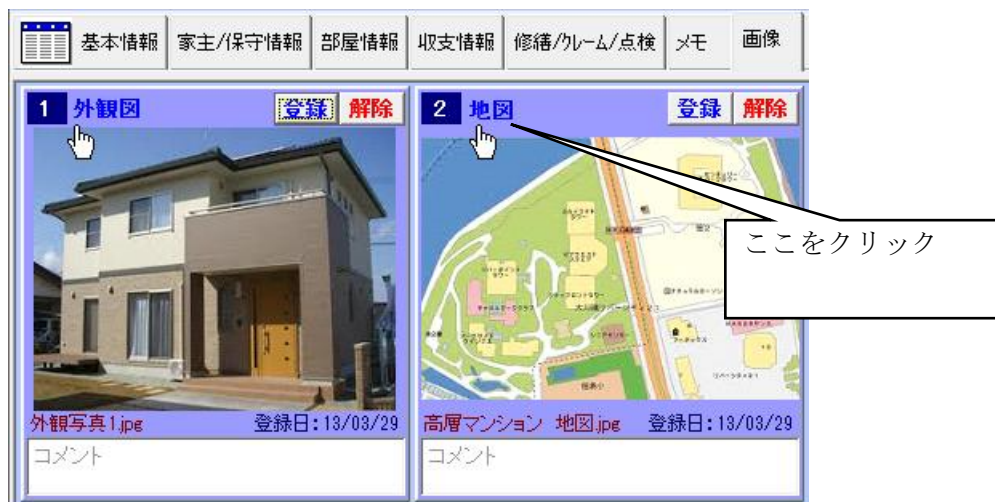 基本情報 家主/保守情報 部屋情報 収支情報 修繕/クレーム/点検 メモ 画像
1 外観図 登録 解除
2 地図 登録 解除
ここをクリック
外観写真1.jpg 登録日:13/03/29
高層マンション 地図.jpg 登録日:13/03/29
コメント
コメント